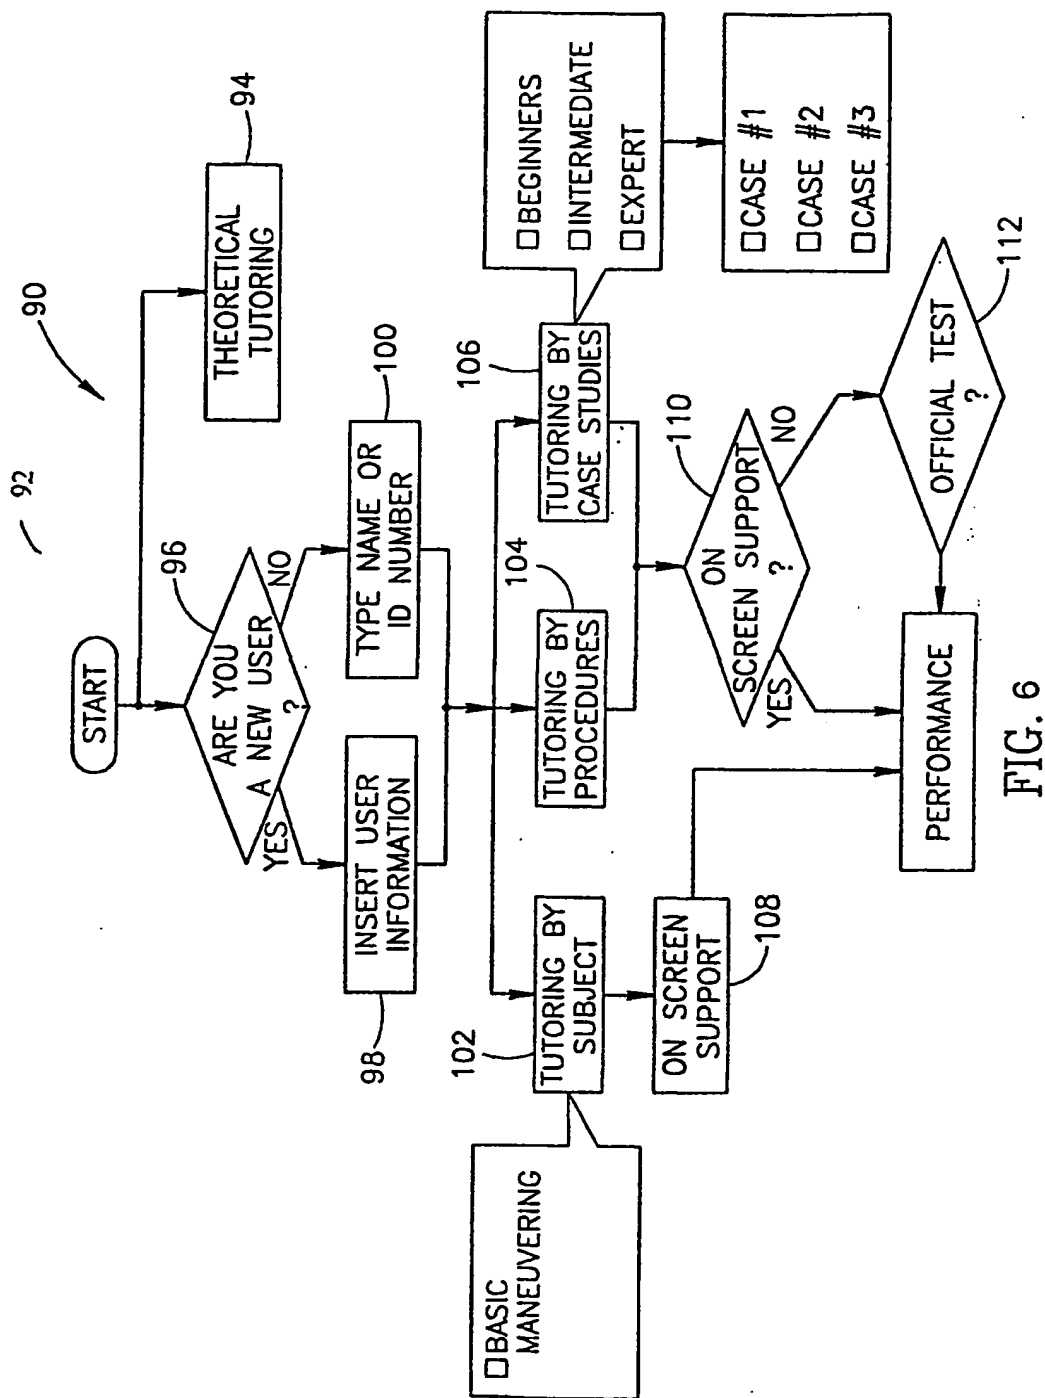 90
92
START
94
THEORETICAL
TUTORING
96
ARE YOU
A NEW USER
?
YES
NO
98
INSERT USER
INFORMATION
100
TYPE NAME OR
ID NUMBER
102
TUTORING BY
SUBJECT
□BASIC
MANEUVERING
104
TUTORING BY
PROCEDURES
106
TUTORING BY
CASE STUDIES
□BEGINNERS
□INTERMEDIATE
□EXPERT
□CASE #1
□CASE #2
□CASE #3
ON SCREEN
SUPPORT
108
110
ON
SCREEN SUPPORT
?
YES
NO
OFFICIAL TEST
?
112
PERFORMANCE
FIG. 6